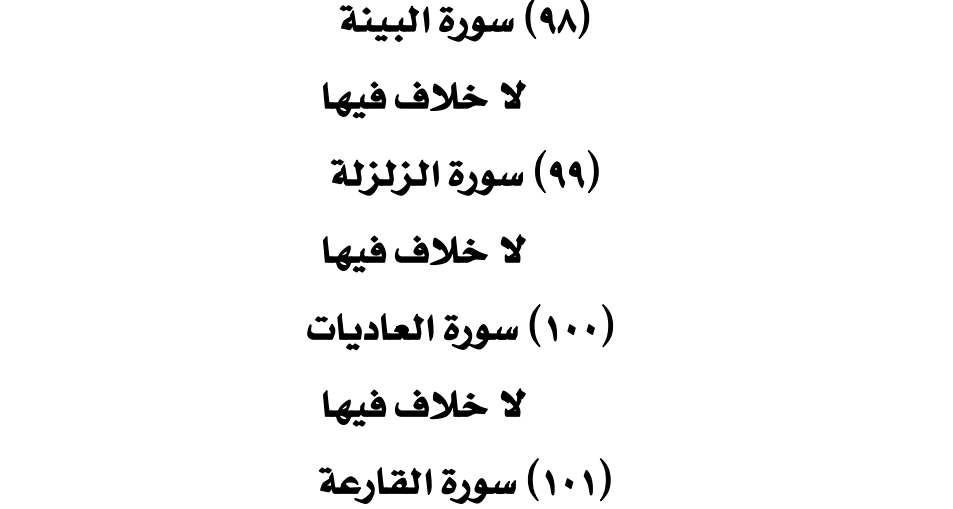 (٩٨) سورة البينة
لا خلاف فيها
(٩٩) سورة الزلزلة
لا خلاف فيها
(١٠٠) سورة العاديات
لا خلاف فيها
(١٠١) سورة القارعة